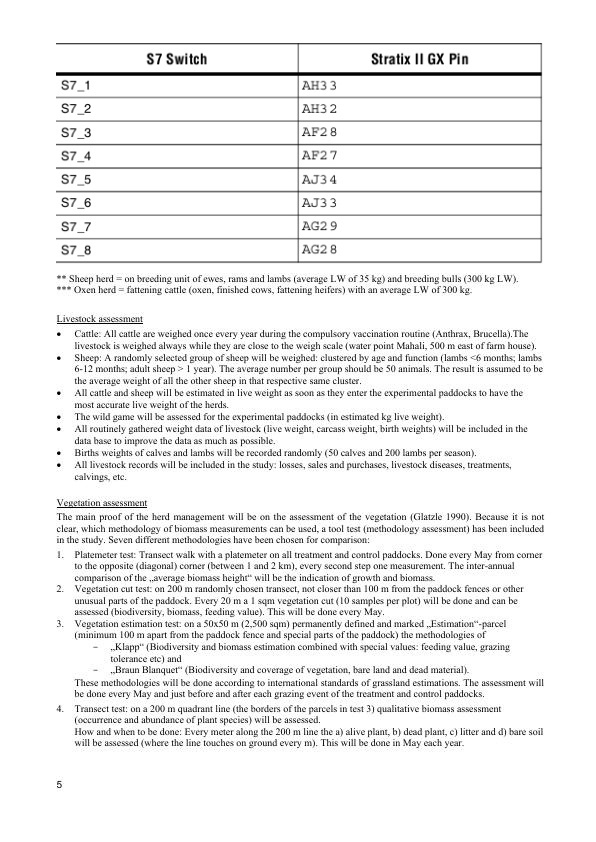 S7 Switch Stratix II GX Pin
S7_1 AH33
S7_2 AH32
S7_3 AF28
S7_4 AF27
S7_5 AJ34
S7_6 AJ33
S7_7 AG29
S7_8 AG28
** Sheep herd = on breeding unit of ewes, rams and lambs (average LW of 35 kg) and breeding bulls (300 kg LW).
*** Oxen herd = fattening cattle (oxen, finished cows, fattening heifers) with an average LW of 300 kg.
Livestock assessment
• Cattle: All cattle are weighed once every year during the compulsory vaccination routine (Anthrax, Brucella).The
livestock is weighed always while they are close to the weigh scale (water point Mahali, 500 m east of farm house).
• Sheep: A randomly selected group of sheep will be weighed: clustered by age and function (lambs <6 months; lambs
6-12 months; adult sheep > 1 year). The average number per group should be 50 animals. The result is assumed to be
the average weight of all the other sheep in that respective same cluster.
• All cattle and sheep will be estimated in live weight as soon as they enter the experimental paddocks to have the
most accurate live weight of the herds.
• The wild game will be assessed for the experimental paddocks (in estimated kg live weight).
• All routinely gathered weight data of livestock (live weight, carcass weight, birth weights) will be included in the
data base to improve the data as much as possible.
• Births weights of calves and lambs will be recorded randomly (50 calves and 200 lambs per season).
• All livestock records will be included in the study: losses, sales and purchases, livestock diseases, treatments,
calvings, etc.
Vegetation assessment
The main proof of the herd management will be on the assessment of the vegetation (Glatzle 1990). Because it is not
clear, which methodology of biomass measurements can be used, a tool test (methodology assessment) has been included
in the study. Seven different methodologies have been chosen for comparison:
1. Platemeter test: Transect walk with a platemeter on all treatment and control paddocks. Done every May from corner
to the opposite (diagonal) corner (between 1 and 2 km), every second step one measurement. The inter-annual
comparison of the „average biomass height“ will be the indication of growth and biomass.
2. Vegetation cut test: on 200 m randomly chosen transect, not closer than 100 m from the paddock fences or other
unusual parts of the paddock. Every 20 m a 1 sqm vegetation cut (10 samples per plot) will be done and can be
assessed (biodiversity, biomass, feeding value). This will be done every May.
3. Vegetation estimation test: on a 50x50 m (2,500 sqm) permanently defined and marked „Estimation“-parcel
(minimum 100 m apart from the paddock fence and special parts of the paddock) the methodologies of
− „Klapp“ (Biodiversity and biomass estimation combined with special values: feeding value, grazing
tolerance etc) and
− „Braun Blanquet“ (Biodiversity and coverage of vegetation, bare land and dead material).
These methodologies will be done according to international standards of grassland estimations. The assessment will
be done every May and just before and after each grazing event of the treatment and control paddocks.
4. Transect test: on a 200 m quadrant line (the borders of the parcels in test 3) qualitative biomass assessment
(occurrence and abundance of plant species) will be assessed.
How and when to be done: Every meter along the 200 m line the a) alive plant, b) dead plant, c) litter and d) bare soil
will be assessed (where the line touches on ground every m). This will be done in May each year.
5